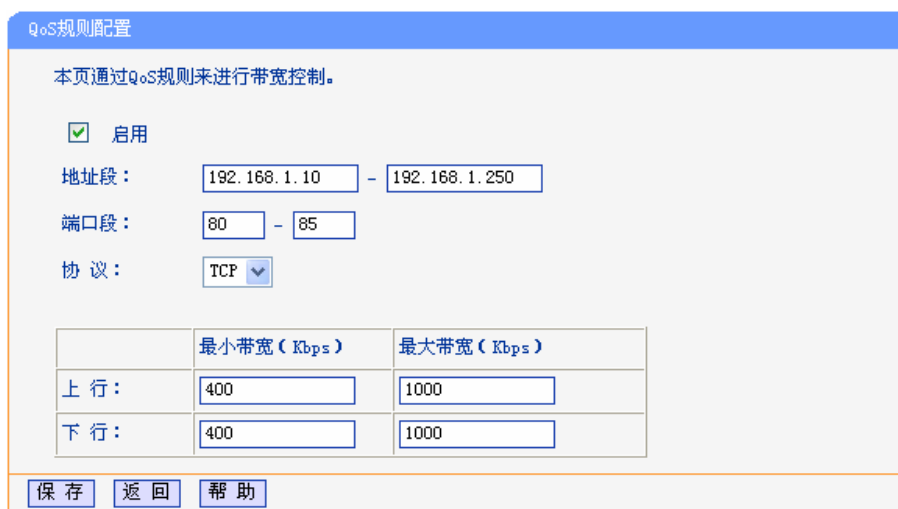 QoS规则配置
本页通过QoS规则来进行带宽控制。
启用
地址段： 192.168.1.10 - 192.168.1.250
端口段： 80 - 85
协 议： TCP
最小带宽（Kbps） 最大带宽（Kbps）
上 行： 400 1000
下 行： 400 1000
保 存 返 回 帮 助